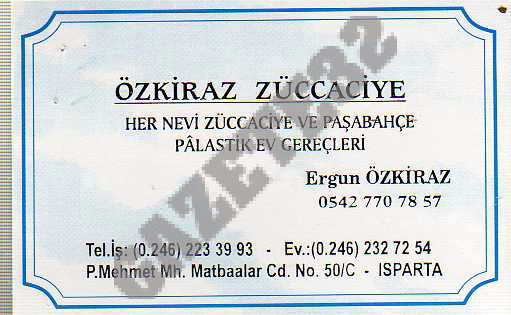 ÖZKİRAZ ZÜCCACİYE
HER NEVİ ZÜCCACİYE VE PAŞABAHÇE
PÂLASTİK EV GEREÇLERİ
Ergun ÖZKİRAZ
0542 770 78 57
Tel.İş: (0.246) 223 39 93 - Ev.:(0.246) 232 72 54
P.Mehmet Mh. Matbaalar Cd. No. 50/C - ISPARTA
GAZETE32